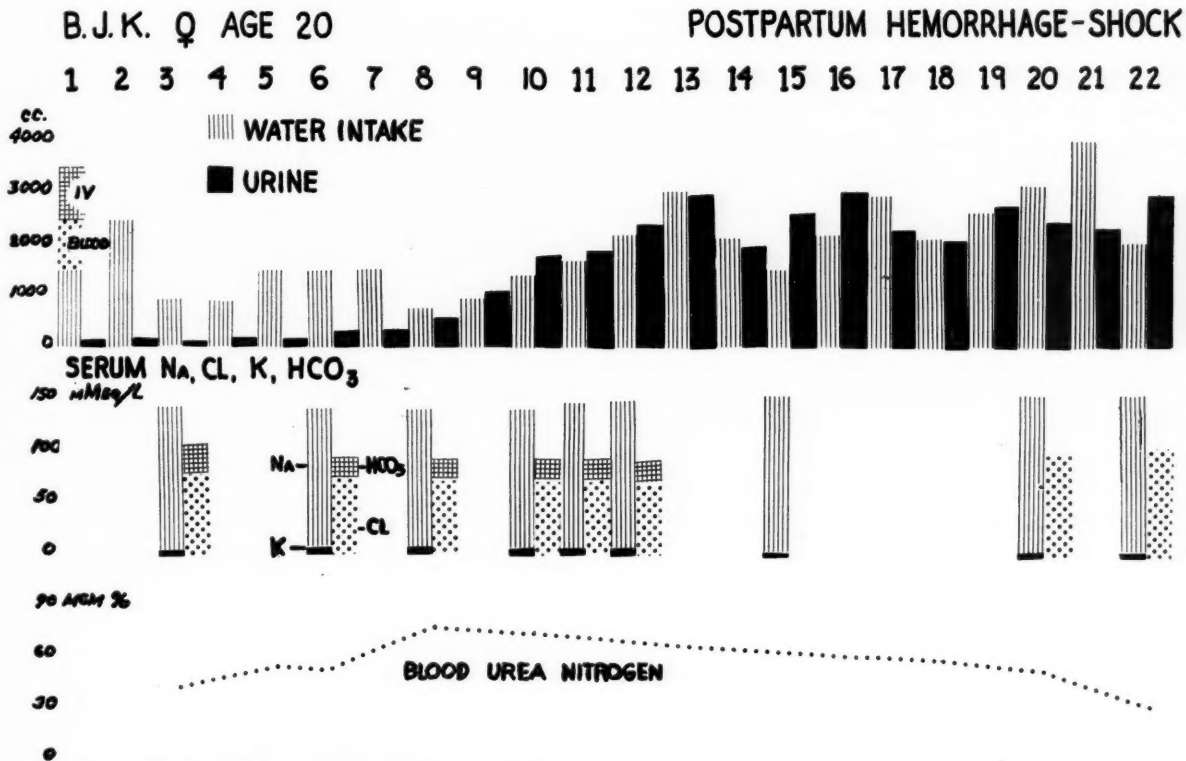 B.J.K. ♀ AGE 20 POSTPARTUM HEMORRHAGE-SHOCK
1 2 3 4 5 6 7 8 9 10 11 12 13 14 15 16 17 18 19 20 21 22
cc.
4000
WATER INTAKE
3000
IV
URINE
2000
BLOOD
1000
0
SERUM NA, CL, K, HCO3
150 MMEQ/L
100
NA HCO3
50
CL
0
K
90 MGM %
60
BLOOD UREA NITROGEN
30
0